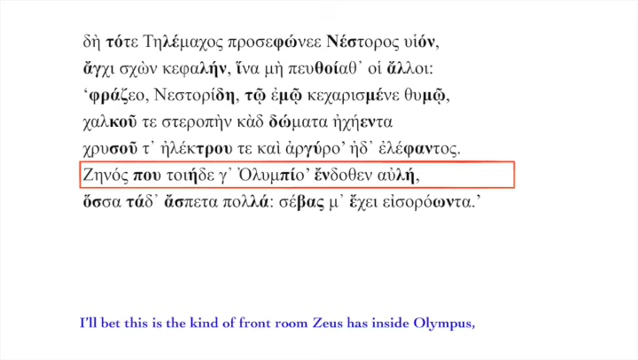 δὴ τότε Τηλέμαχος προσεφώνεε Νέστορος υἱόν,
ἄγχι σχὼν κεφαλήν, ἵνα μὴ πευθοίαθ᾽ οἱ ἄλλοι:
‘φράζεο, Νεστορίδη, τῷ ἐμῷ κεχαρισμένε θυμῷ,
χαλκοῦ τε στεροπὴν κὰδ δώματα ἠχήεντα
χρυσοῦ τ᾽ ἠλέκτρου τε καὶ ἀργύρο᾽ ἠδ᾽ ἐλέφαντος.
Ζηνός που τοιήδε γ᾽ Ὀλυμπίο᾽ ἔνδοθεν αὐλή,
ὅσσα τάδ᾽ ἄσπετα πολλά: σέβας μ᾽ ἔχει εἰσορόωντα.’
I'll bet this is the kind of front room Zeus has inside Olympus,